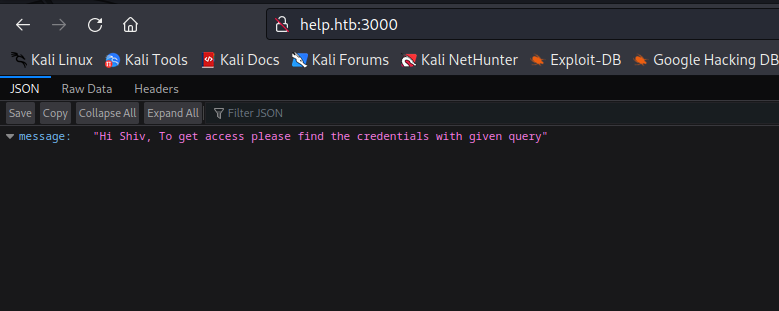 help.htb:3000
Kali Linux Kali Tools Kali Docs Kali Forums Kali NetHunter Exploit-DB Google Hacking DB
JSON Raw Data Headers
Save Copy Collapse All Expand All Filter JSON
message: "Hi Shiv, To get access please find the credentials with given query"